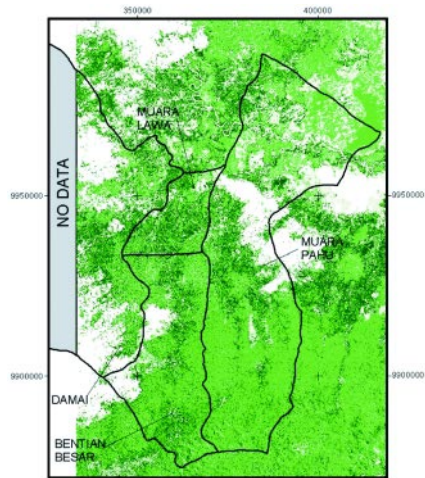 350000
400000
MUARA
LAWA
NO DATA
9950000
9950000
MUARA
PAHU
9900000
9900000
DAMAI
BENTIAN
BESAR